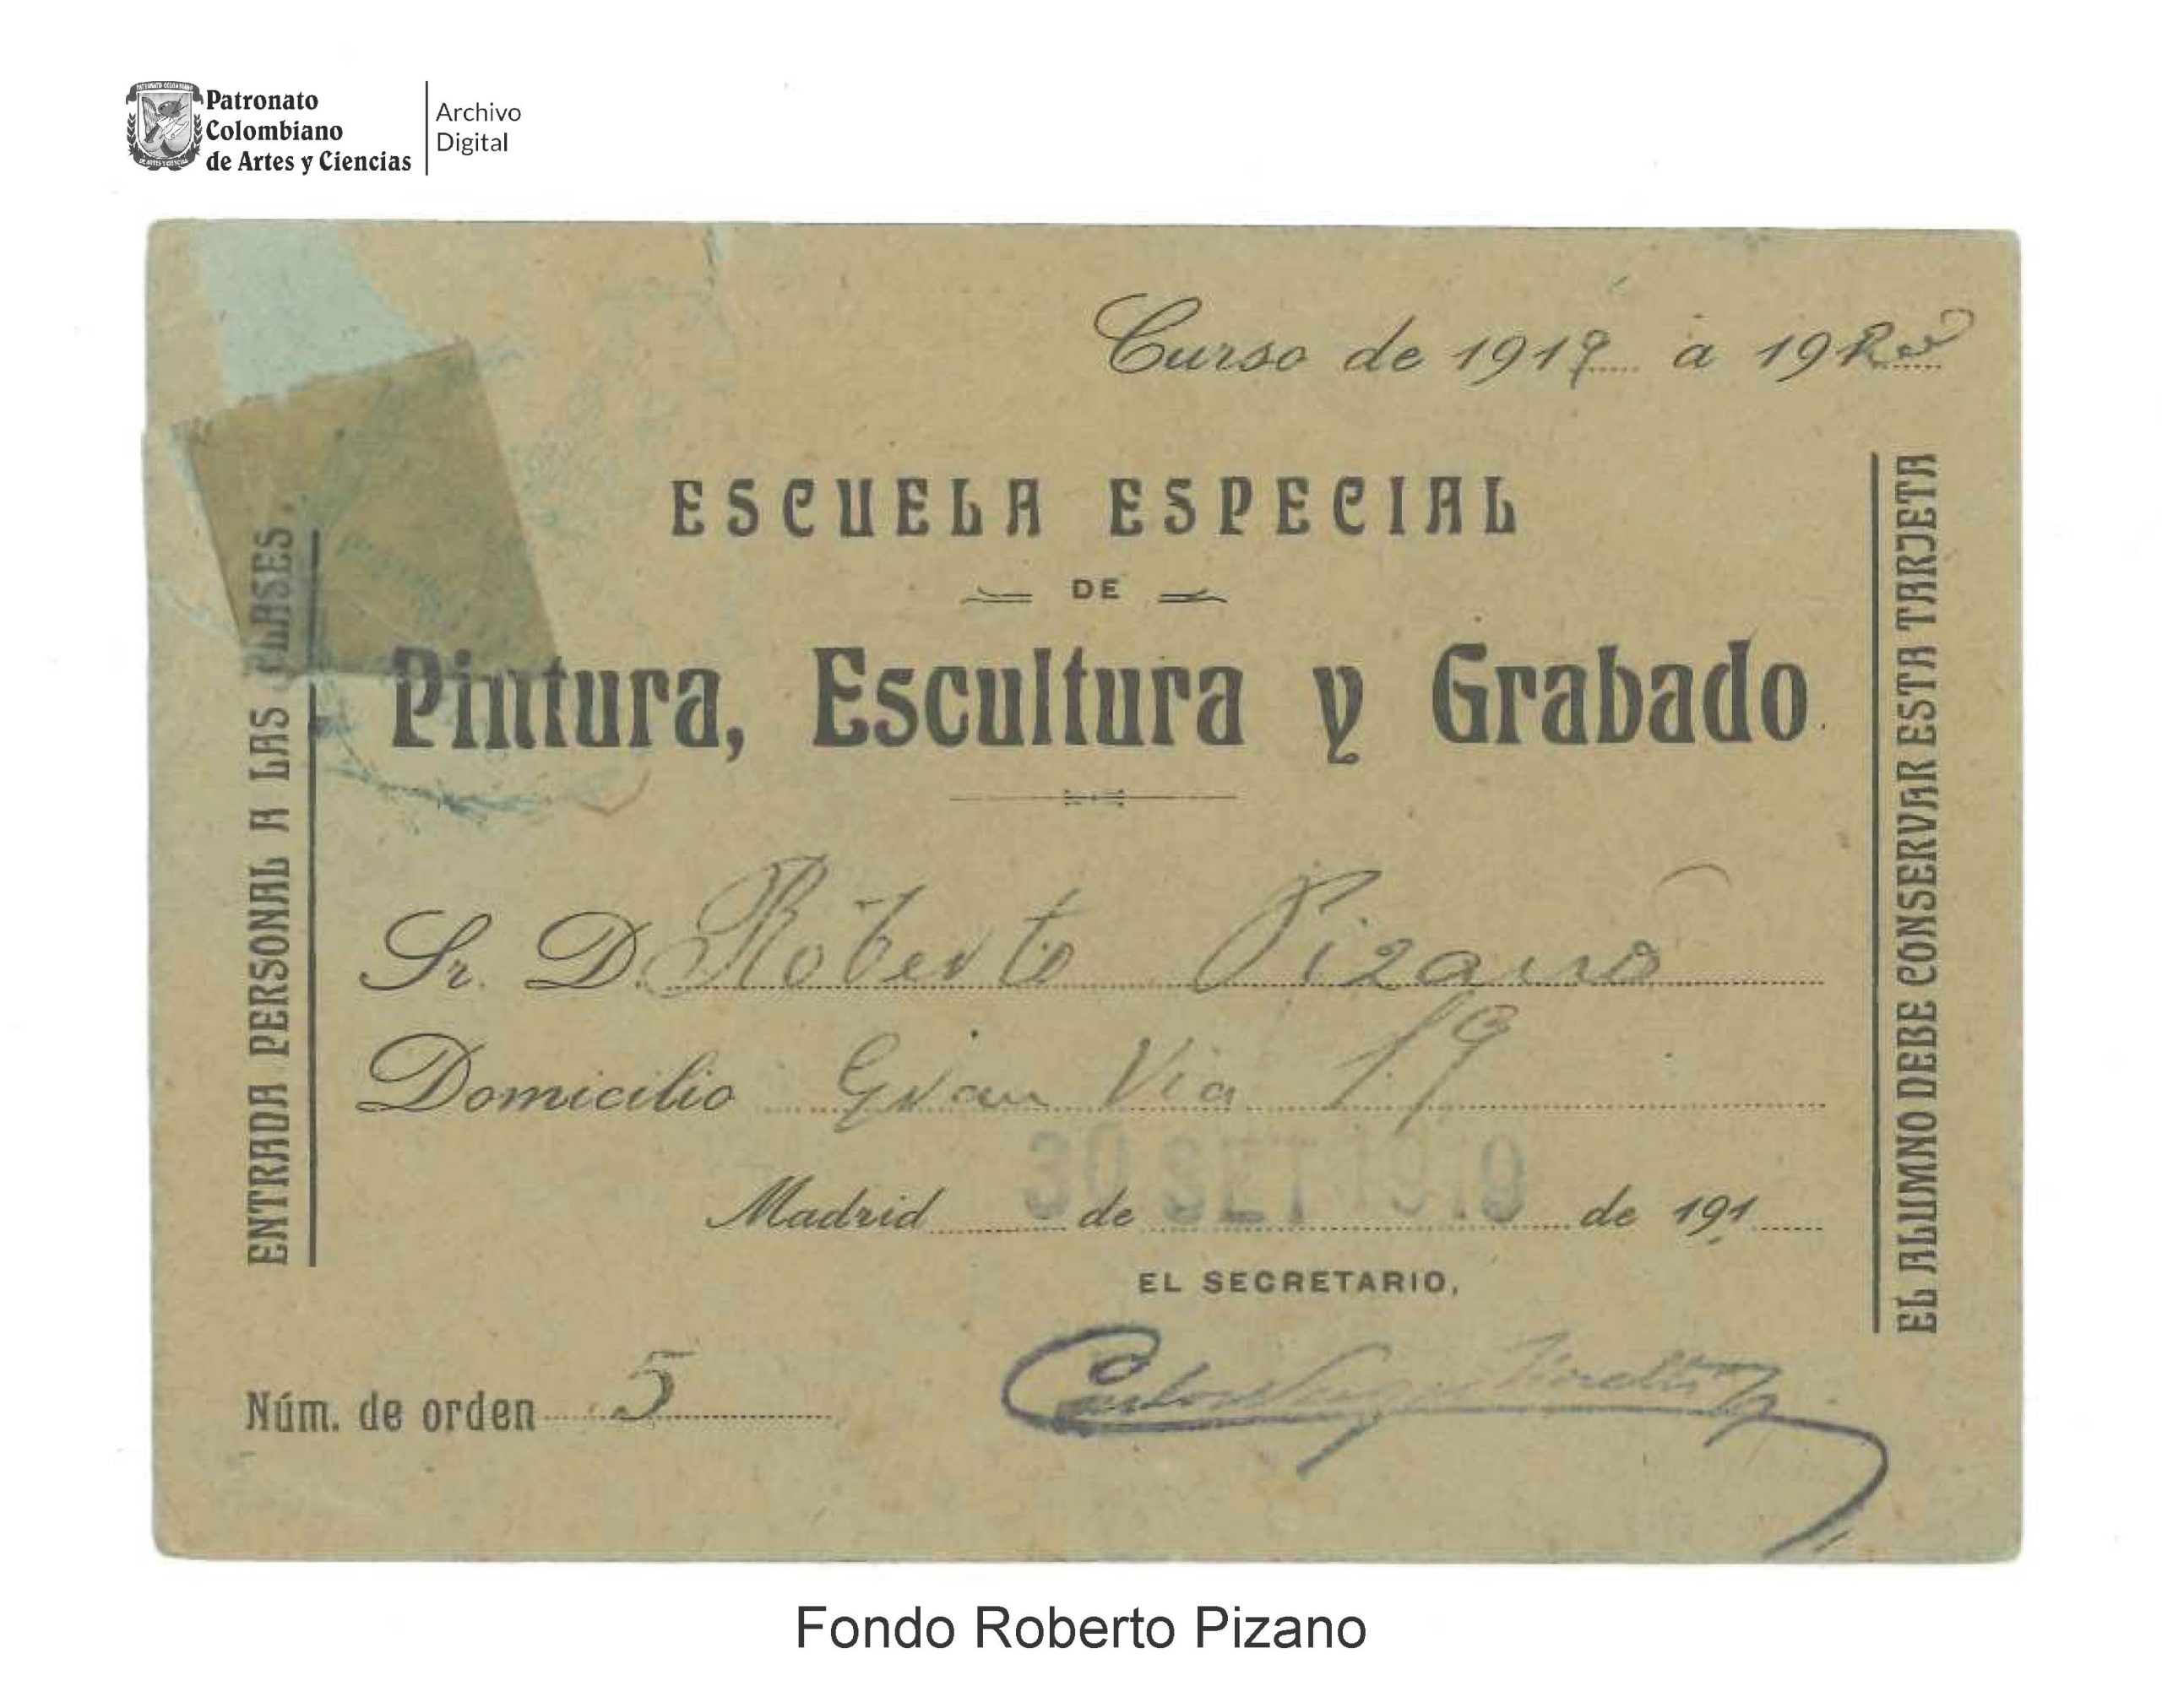 Patronato
Colombiano
de Artes y Ciencias
Archivo
Digital
Curso de 1919 a 1920
ESCUELA ESPECIAL
DE
Pintura, Escultura y Grabado
ENTRADA PERSONAL A LAS CLASES.
EL ALUMNO DEBE CONSERVAR ESTA TARJETA
Sr. D. Roberto Pizano
Domicilio Gran Via 19
30 SET 1919
Madrid de de 191
EL SECRETARIO,
Núm. de orden 5
Fondo Roberto Pizano